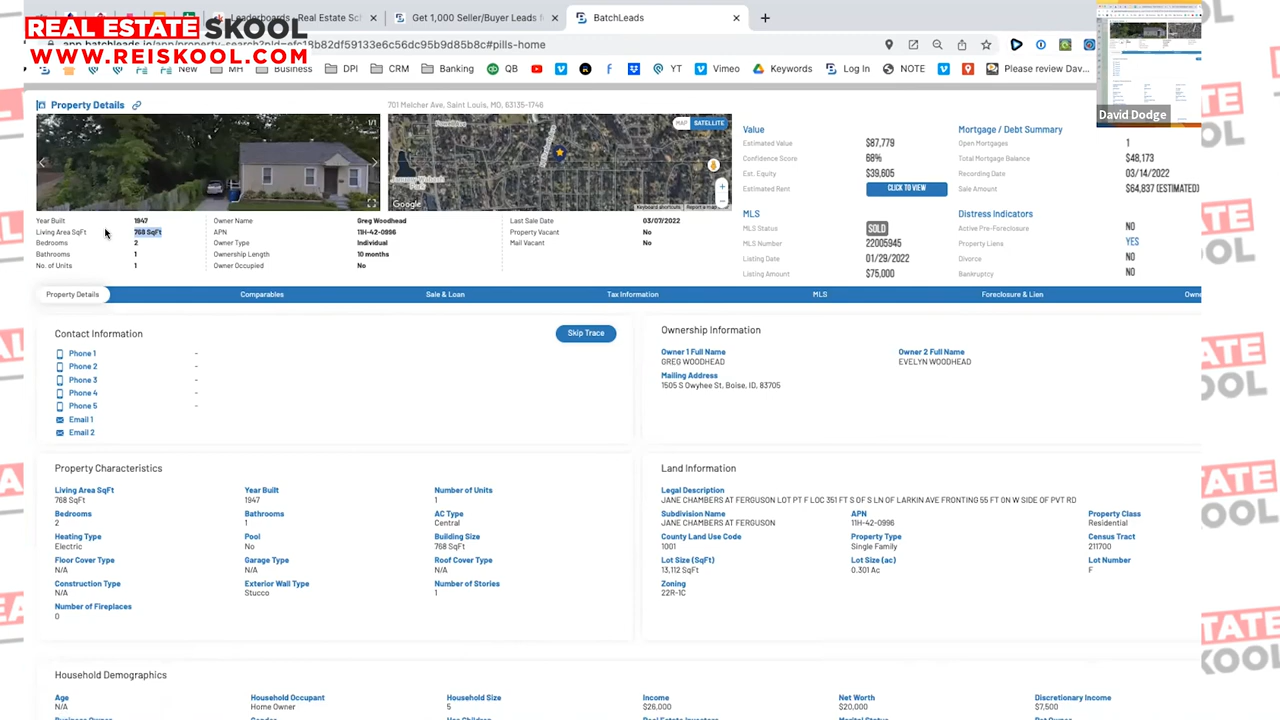 REAL ESTATE SKOOL
WWW.REISKOOL.COM
Leaderboards - Real Estate Sc
Get 1,000 Seller/Buyer Leads
BatchLeads
New
MH
Business
DPI
Banking
QB
YT
Vimeo
Keywords
Log In
NOTE
Please review Dav...
David Dodge
Property Details
701 Melcher Ave, Saint Louis, MO, 63135-1746
1/1
MAP SATELLITE
Google
Keyboard shortcuts
Report a map
Year Built 1947
Living Area SqFt 768 SqFt
Bedrooms 2
Bathrooms 1
No. of Units 1
Owner Name Greg Woodhead
APN 11H-42-0996
Owner Type Individual
Ownership Length 10 months
Owner Occupied No
Last Sale Date 03/07/2022
Property Vacant No
Mail Vacant No
Value
Estimated Value $87,779
Confidence Score 68%
Est. Equity $39,605
Estimated Rent CLICK TO VIEW
MLS
MLS Status SOLD
MLS Number 22005945
Listing Date 01/29/2022
Listing Amount $75,000
Mortgage / Debt Summary
Open Mortgages 1
Total Mortgage Balance $48,173
Recording Date 03/14/2022
Sale Amount $64,837 (ESTIMATED)
Distress Indicators
Active Pre-Foreclosure NO
Property Liens YES
Divorce NO
Bankruptcy NO
Property Details Comparables Sale & Loan Tax Information MLS Foreclosure & Lien Owne
Contact Information
Skip Trace
Phone 1 -
Phone 2 -
Phone 3 -
Phone 4 -
Phone 5 -
Email 1
Email 2
Ownership Information
Owner 1 Full Name Owner 2 Full Name
GREG WOODHEAD EVELYN WOODHEAD
Mailing Address
1505 S Owyhee St, Boise, ID, 83705
Property Characteristics
Living Area SqFt Year Built Number of Units
768 SqFt 1947 1
Bedrooms Bathrooms AC Type
2 1 Central
Heating Type Pool Building Size
Electric No 768 SqFt
Floor Cover Type Garage Type Roof Cover Type
N/A N/A N/A
Construction Type Exterior Wall Type Number of Stories
N/A Stucco 1
Number of Fireplaces
0
Land Information
Legal Description
JANE CHAMBERS AT FERGUSON LOT PT F LOC 351 FT S OF S LN OF LARKIN AVE FRONTING 55 FT ON W SIDE OF PVT RD
Subdivision Name APN Property Class
JANE CHAMBERS AT FERGUSON 11H-42-0996 Residential
County Land Use Code Property Type Census Tract
1001 Single Family 211700
Lot Size (SqFt) Lot Size (ac) Lot Number
13,112 SqFt 0.301 Ac F
Zoning
22R-1C
Household Demographics
Age Household Occupant Household Size Income Net Worth Discretionary Income
N/A Home Owner 5 $26,000 $20,000 $7,500